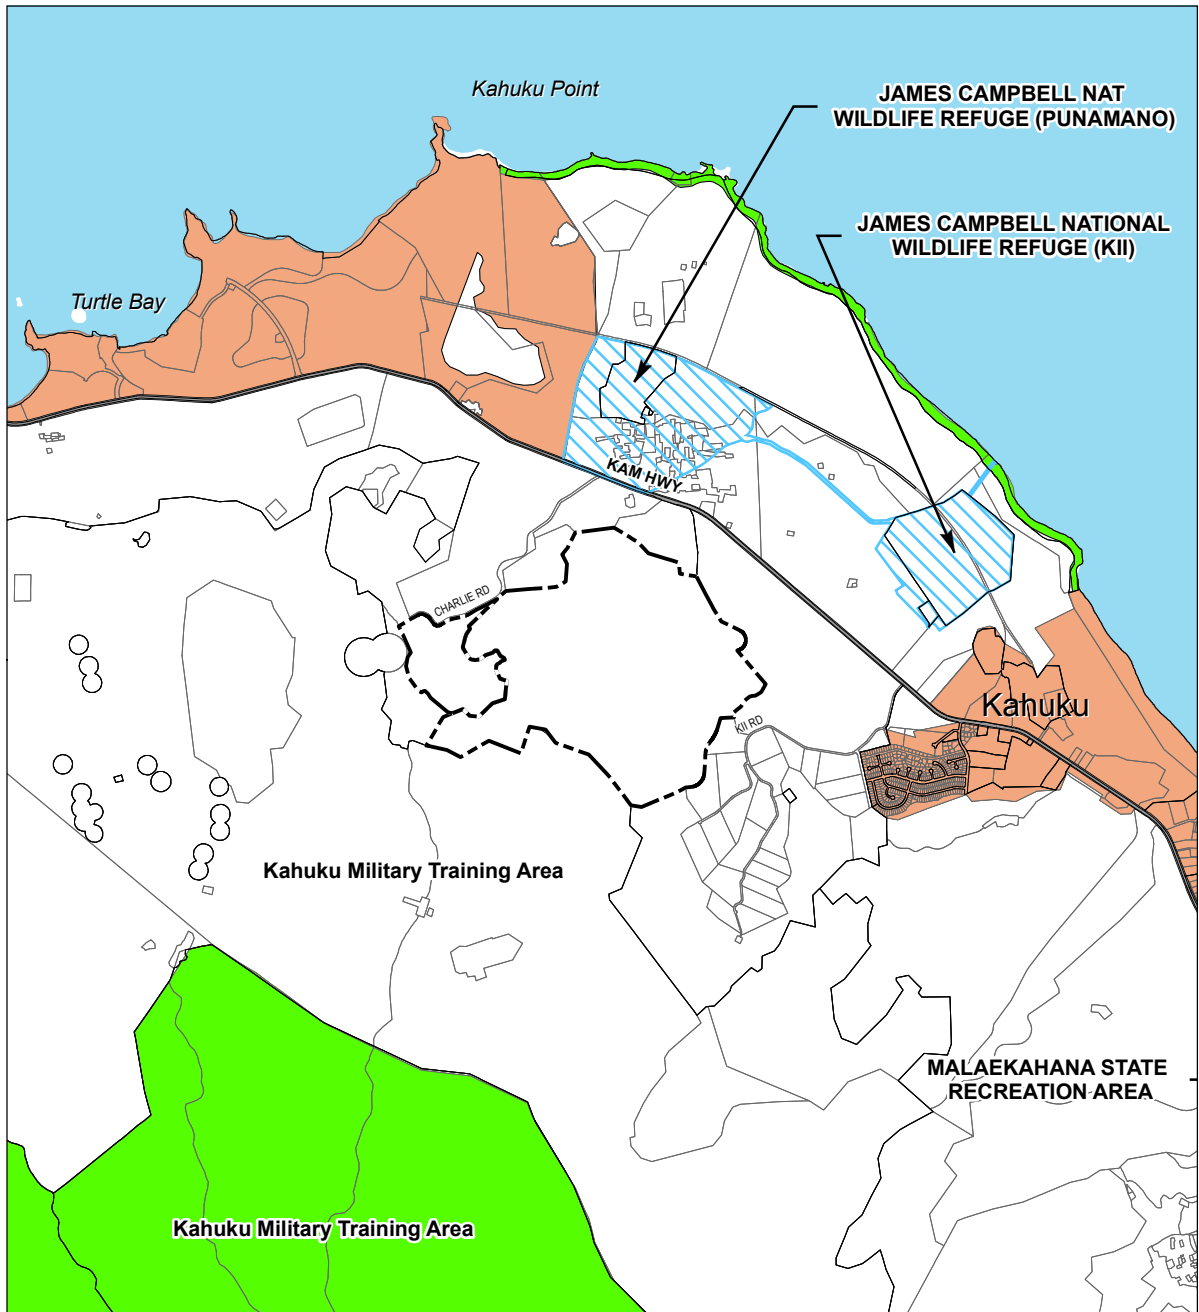 Kahuku Point
JAMES CAMPBELL NAT
WILDLIFE REFUGE (PUNAMANO)
JAMES CAMPBELL NATIONAL
WILDLIFE REFUGE (KII)
Turtle Bay
KAM HWY
CHARLIE RD
KII RD
Kahuku
Kahuku Military Training Area
MALAEKAHANA STATE
RECREATION AREA
Kahuku Military Training Area